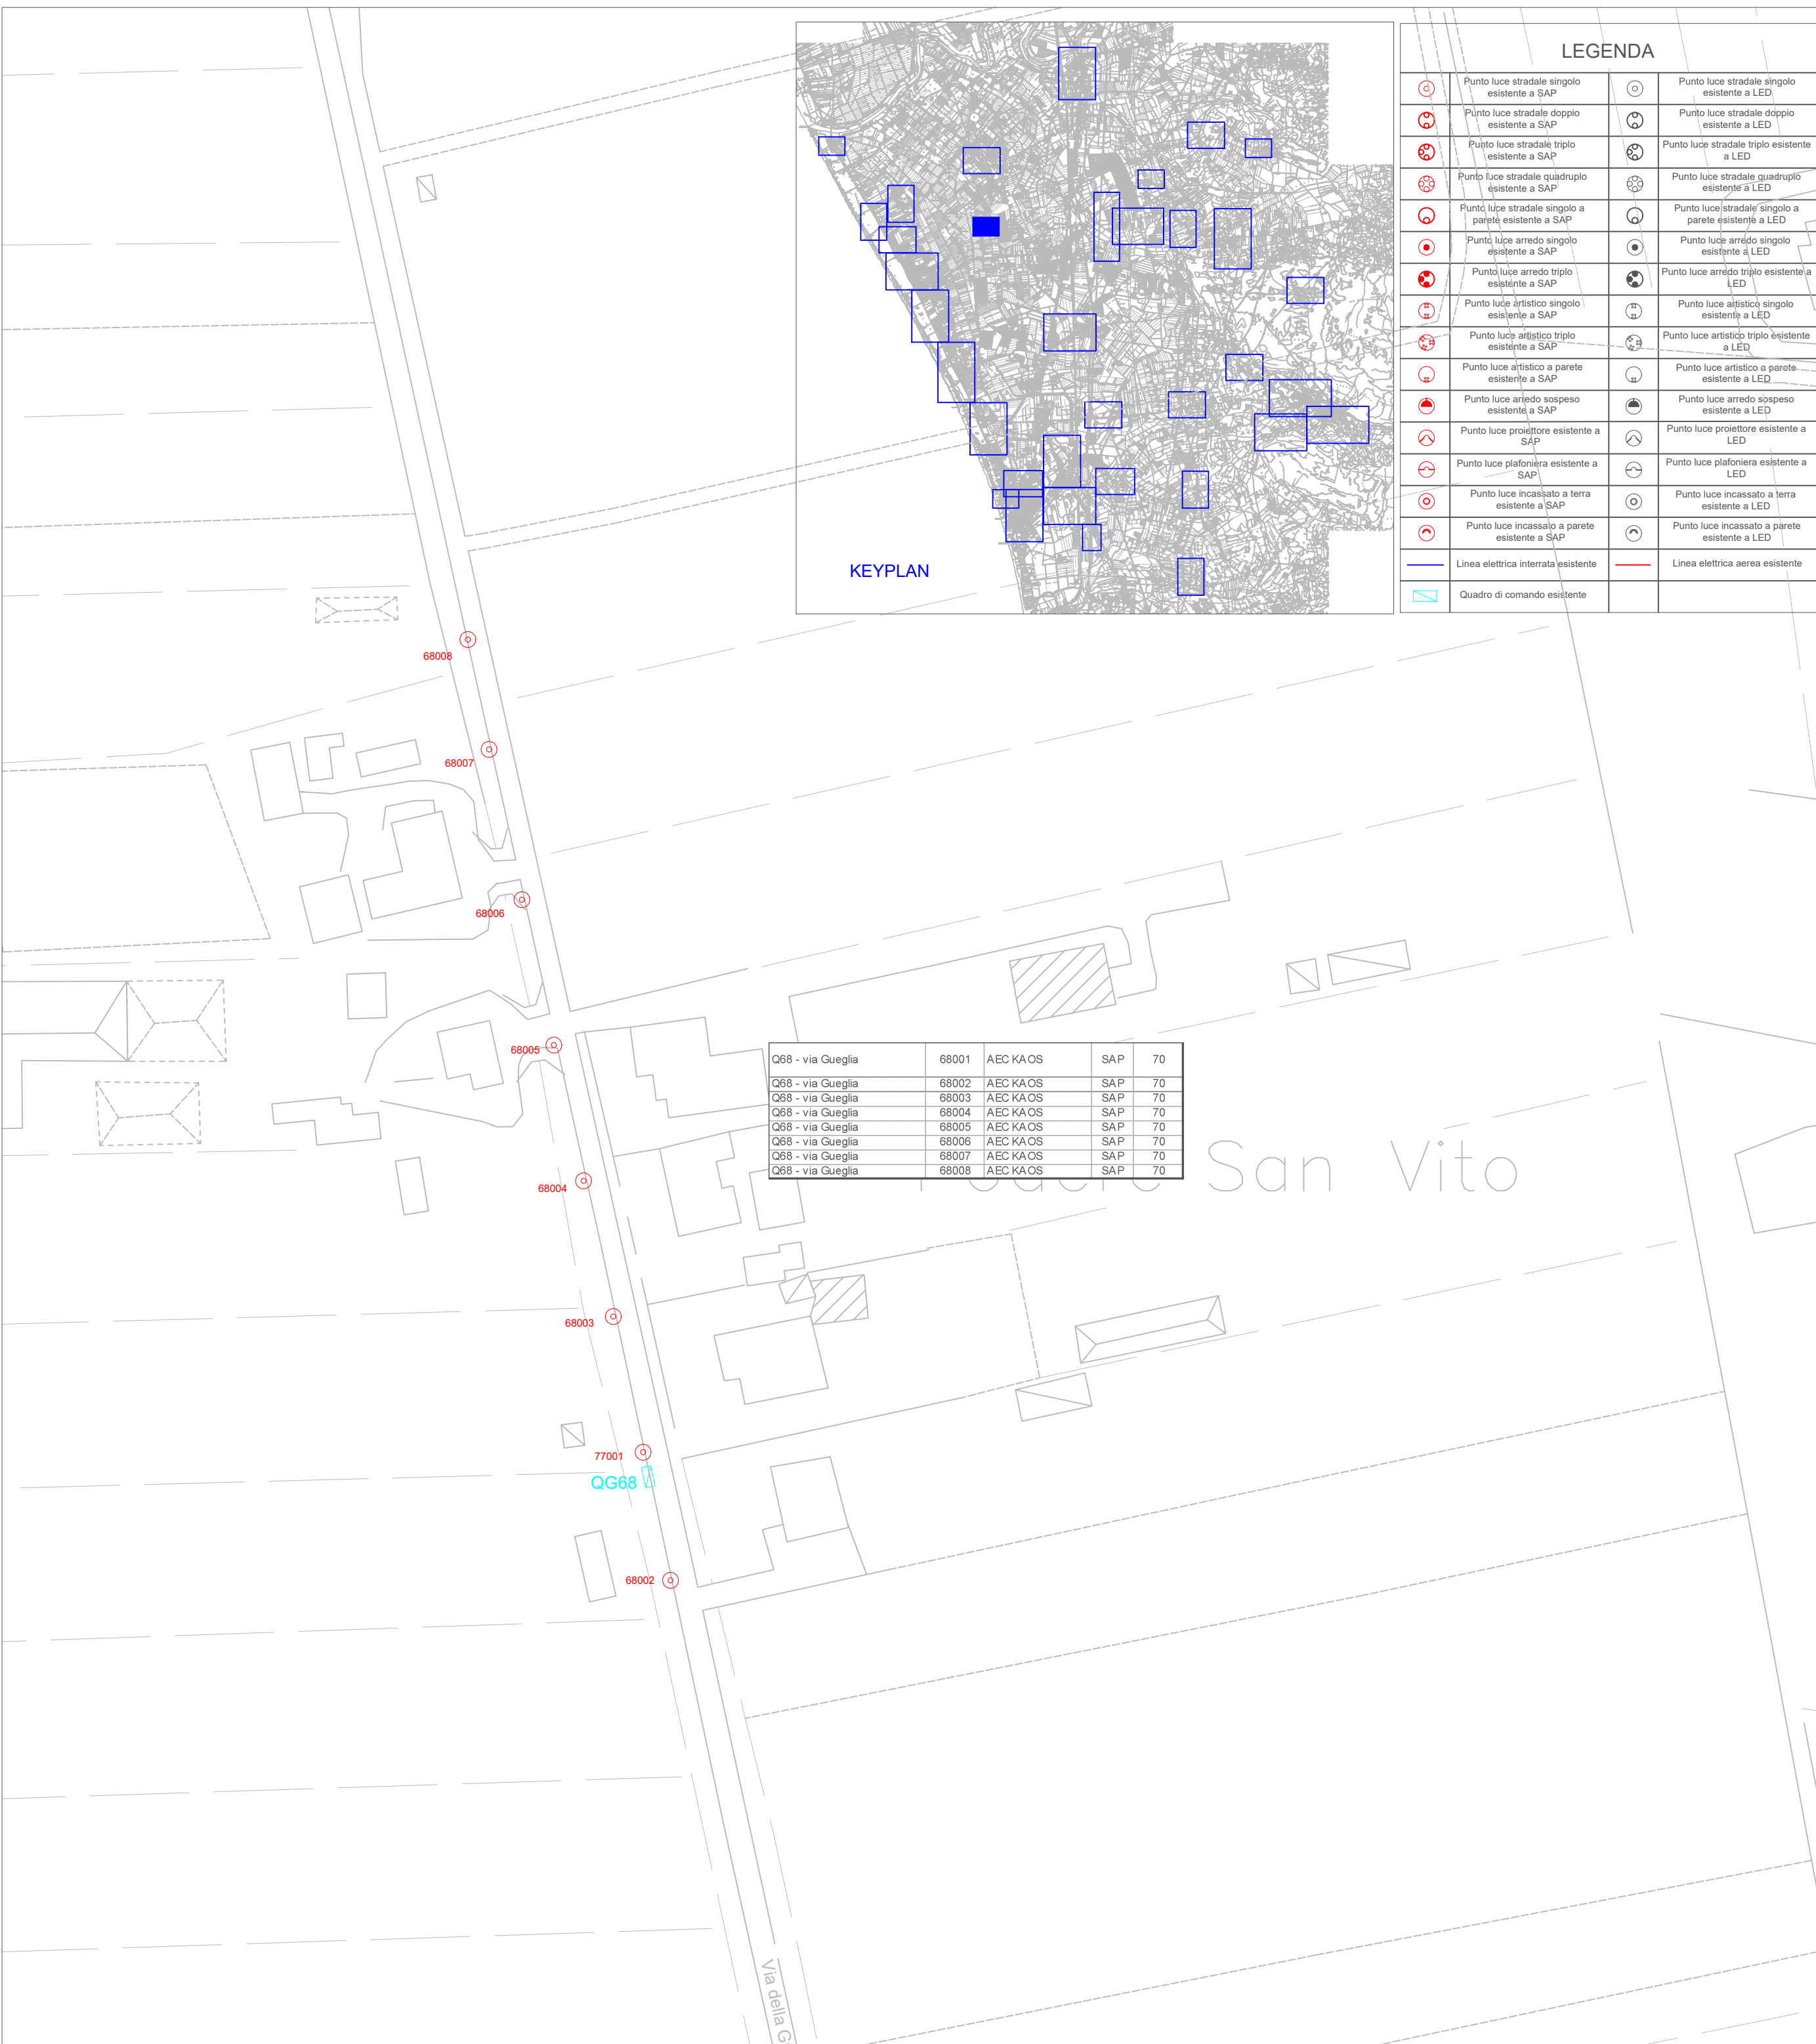 LEGENDA
Punto luce stradale singolo
esistente a SAP
Punto luce stradale singolo
esistente a LED
Punto luce stradale doppio
esistente a SAP
Punto luce stradale doppio
esistente a LED
Punto luce stradale triplo
esistente a SAP
Punto luce stradale triplo esistente
a LED
Punto luce stradale quadruplo
esistente a SAP
Punto luce stradale quadruplo
esistente a LED
Punto luce stradale singolo a
parete esistente a SAP
Punto luce stradale singolo a
parete esistente a LED
Punto luce arredo singolo
esistente a SAP
Punto luce arredo singolo
esistente a LED
Punto luce arredo triplo
esistente a SAP
Punto luce arredo triplo esistente a
LED
Punto luce artistico singolo
esistente a SAP
Punto luce artistico singolo
esistente a LED
Punto luce artistico triplo
esistente a SAP
Punto luce artistico triplo esistente
a LED
Punto luce artistico a parete
esistente a SAP
Punto luce artistico a parete
esistente a LED
Punto luce arredo sospeso
esistente a SAP
Punto luce arredo sospeso
esistente a LED
Punto luce proiettore esistente a
SAP
Punto luce proiettore esistente a
LED
Punto luce plafoniera esistente a
SAP
Punto luce plafoniera esistente a
LED
Punto luce incassato a terra
esistente a SAP
Punto luce incassato a terra
esistente a LED
Punto luce incassato a parete
esistente a SAP
Punto luce incassato a parete
esistente a LED
Linea elettrica interrata esistente
Linea elettrica aerea esistente
Quadro di comando esistente
KEYPLAN
68008
68007
68006
68005
68004
68003
77001
QG68
68002
Q68 - via Gueglia 68001 AEC KAOS SAP 70
Q68 - via Gueglia 68002 AEC KAOS SAP 70
Q68 - via Gueglia 68003 AEC KAOS SAP 70
Q68 - via Gueglia 68004 AEC KAOS SAP 70
Q68 - via Gueglia 68005 AEC KAOS SAP 70
Q68 - via Gueglia 68006 AEC KAOS SAP 70
Q68 - via Gueglia 68007 AEC KAOS SAP 70
Q68 - via Gueglia 68008 AEC KAOS SAP 70
San Vito
Via della G